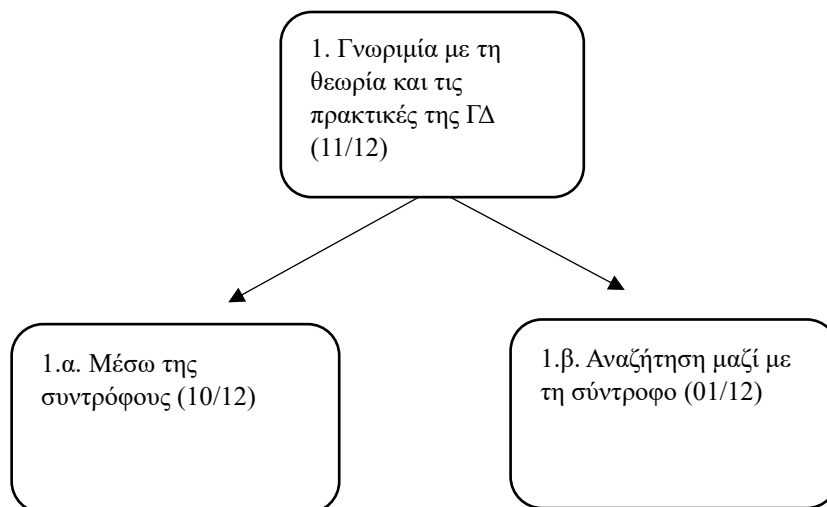 1. Γνωριμία με τη
θεωρία και τις
πρακτικές της ΓΔ
(11/12)
1.α. Μέσω της
συντρόφους (10/12)
1.β. Αναζήτηση μαζί με
τη σύντροφο (01/12)